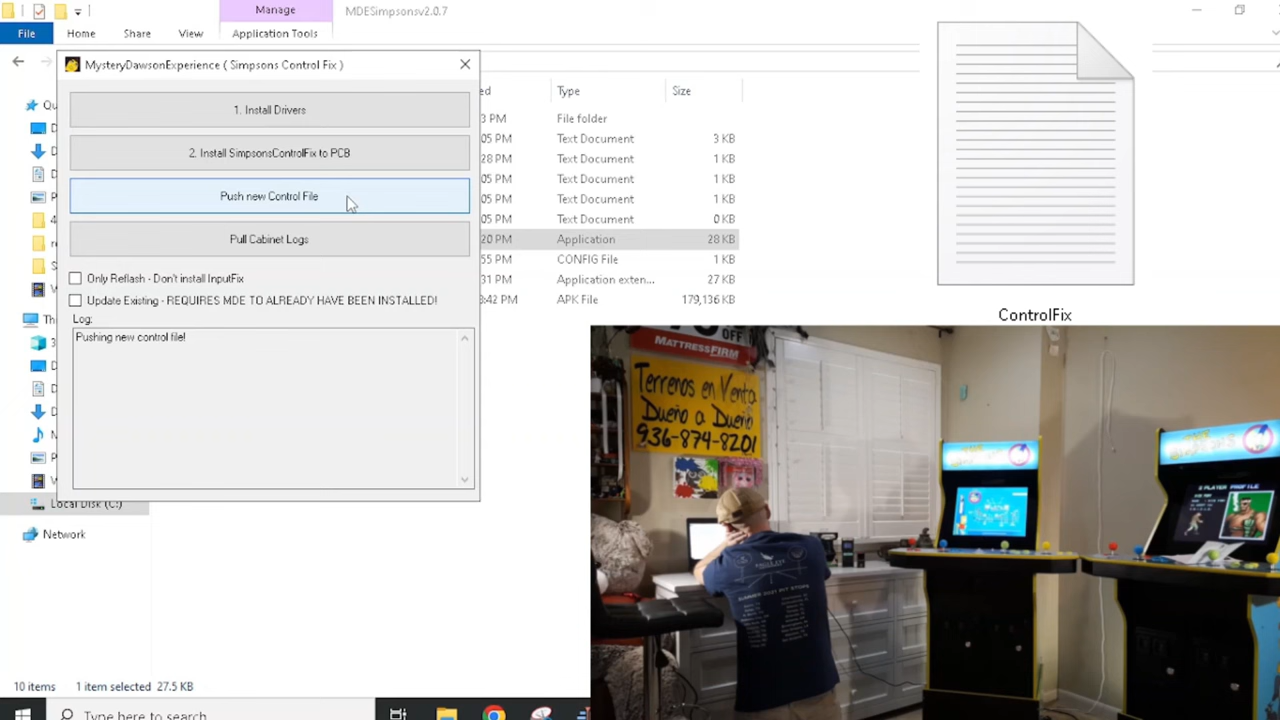 Manage
MDESimpsonsv2.0.7
File
Home
Share
View
Application Tools
MysteryDawsonExperience ( Simpsons Control Fix )
1. Install Drivers
2. Install SimpsonsControlFix to PCB
Push new Control File
Pull Cabinet Logs
Only Reflash - Don't install InputFix
Update Existing - REQUIRES MDE TO ALREADY HAVE BEEN INSTALLED!
Log:
Pushing new control file!
Type
Size
File folder
Text Document
3 KB
Text Document
1 KB
Text Document
1 KB
Text Document
1 KB
Text Document
0 KB
Application
28 KB
CONFIG File
1 KB
Application exten...
27 KB
APK File
179,136 KB
Local Disk (C:)
Network
10 items
1 item selected 27.5 KB
Type here to search
ControlFix
OFF
MATTRESSFIRM
Terrenos en Venta
Dueño a Dueño
936-874-8201
2 PLAYER PROFILE